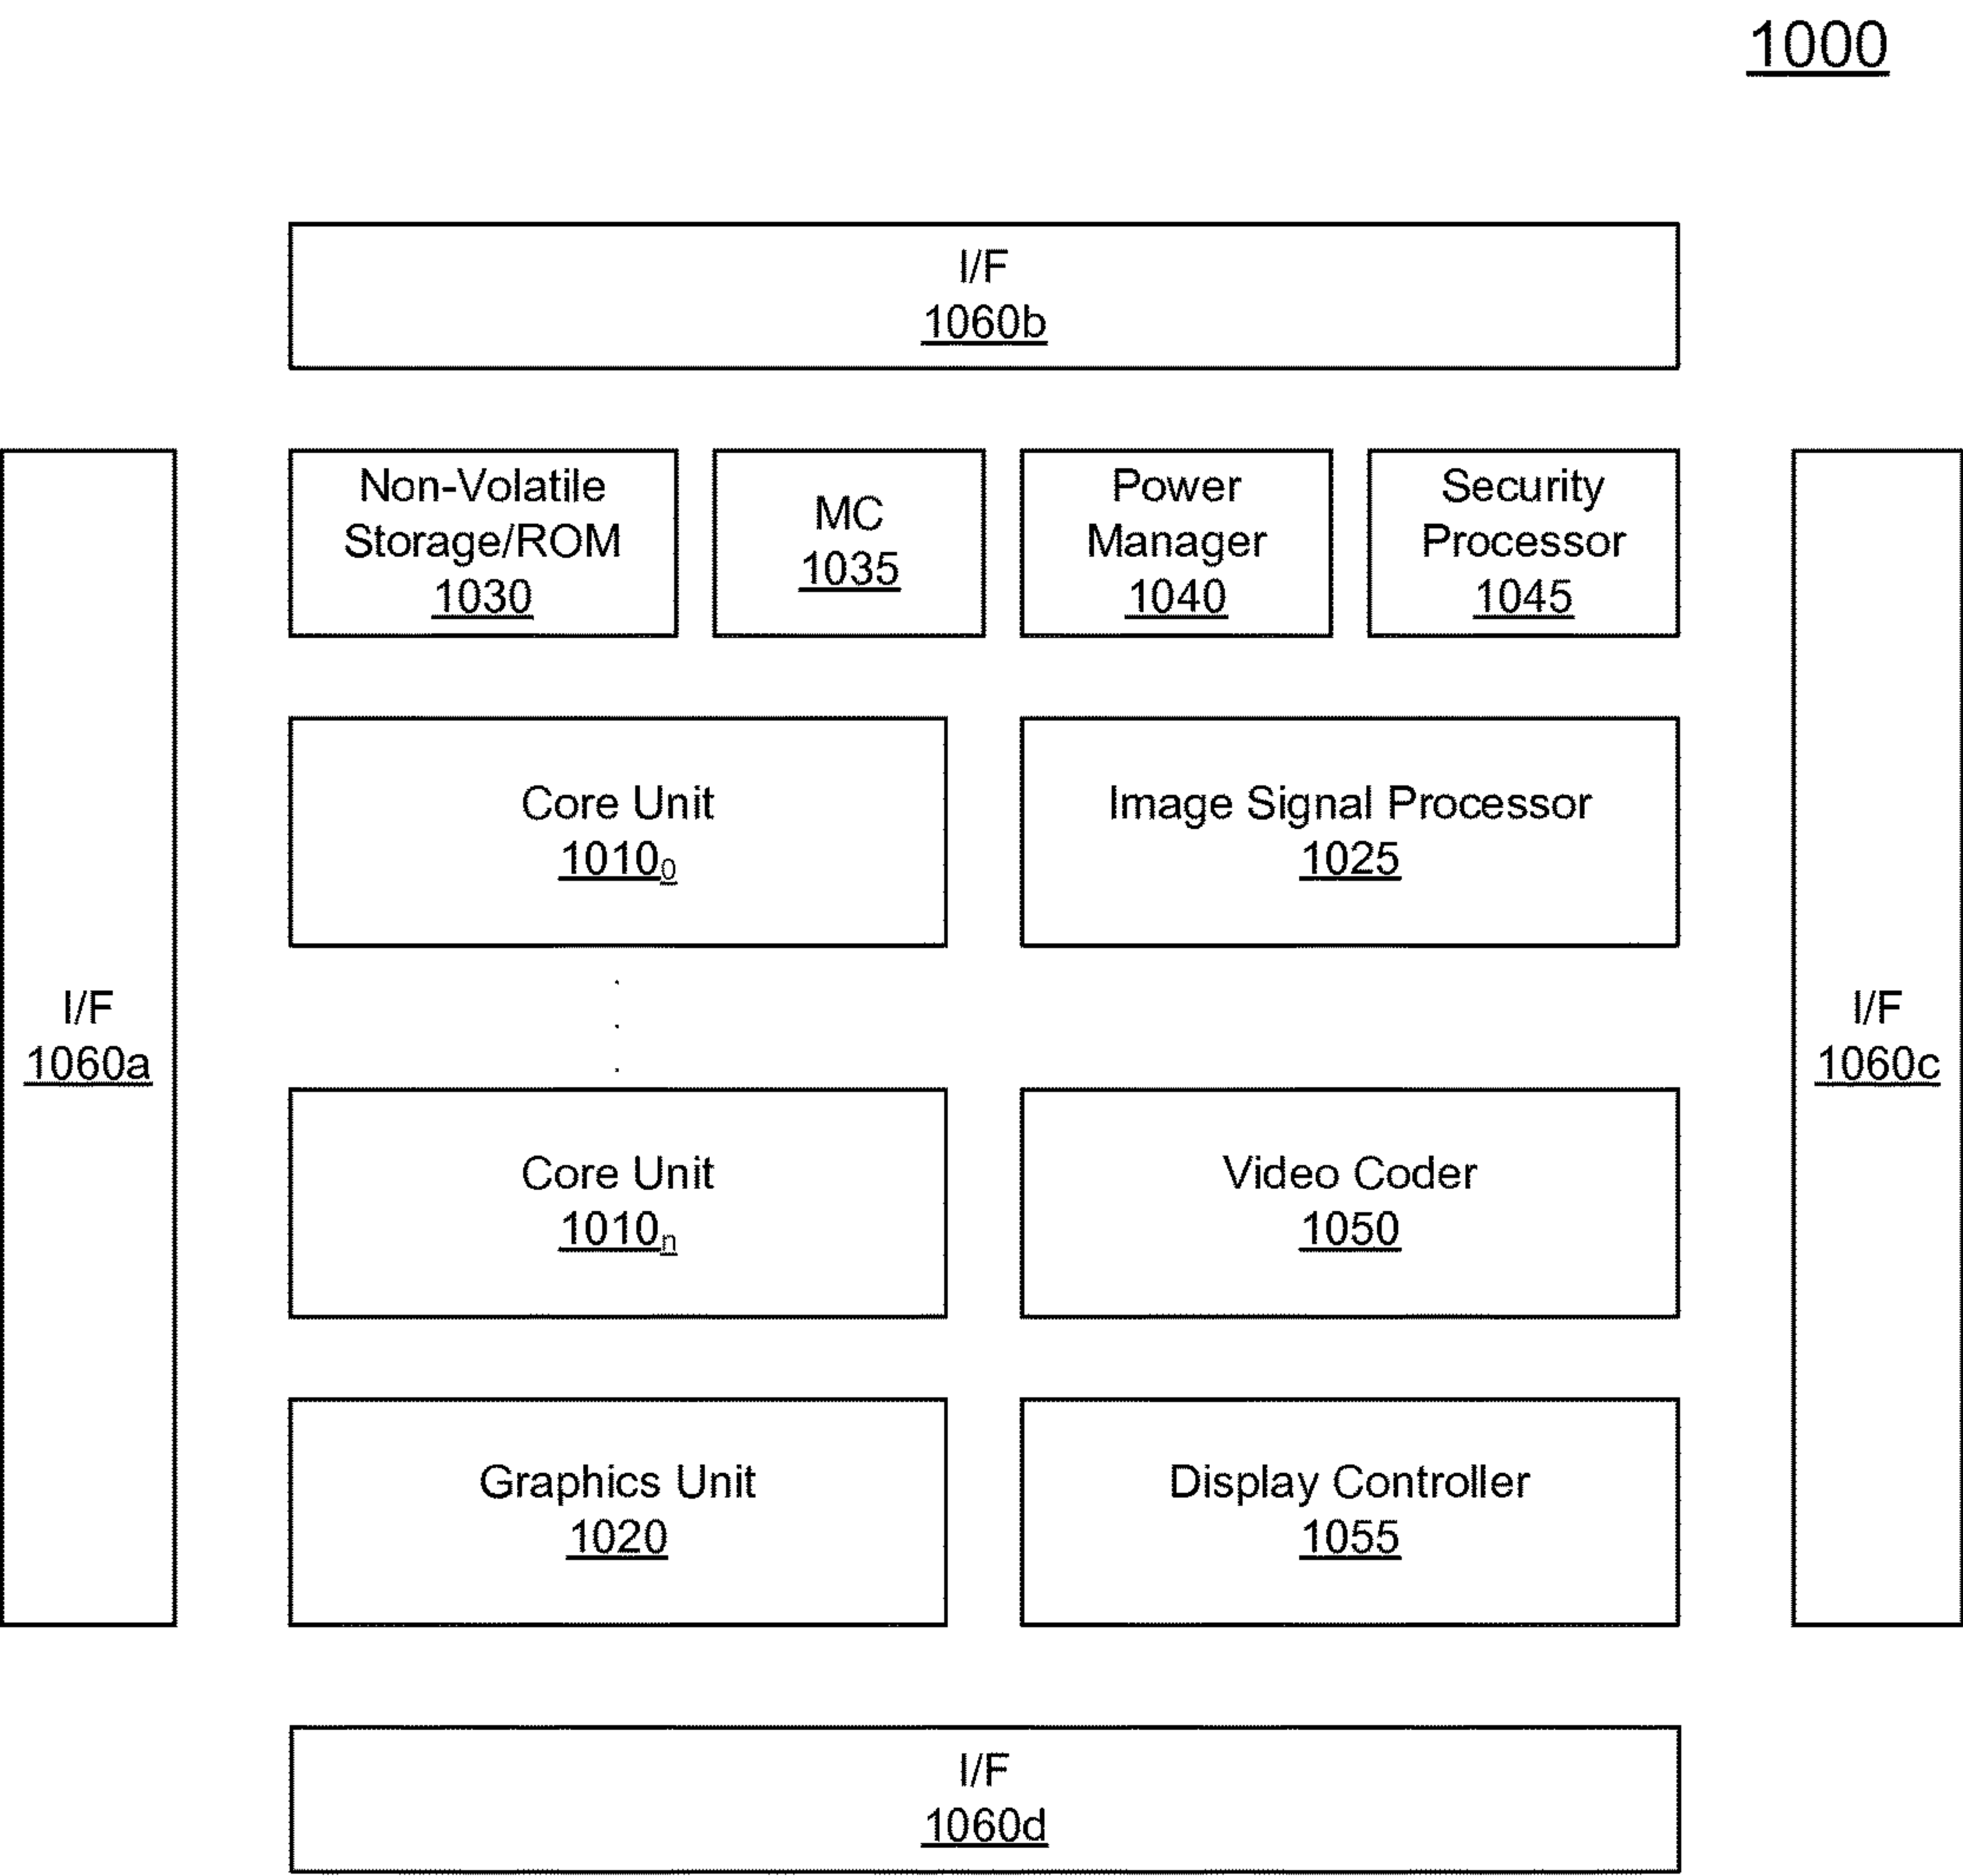 1000
I/F
1060b
Non-Volatile
Storage/ROM
1030
MC
1035
Power
Manager
1040
Security
Processor
1045
Core Unit
1010₀
Image Signal Processor
1025
I/F
1060a
I/F
1060c
Core Unit
1010ₙ
Video Coder
1050
Graphics Unit
1020
Display Controller
1055
I/F
1060d